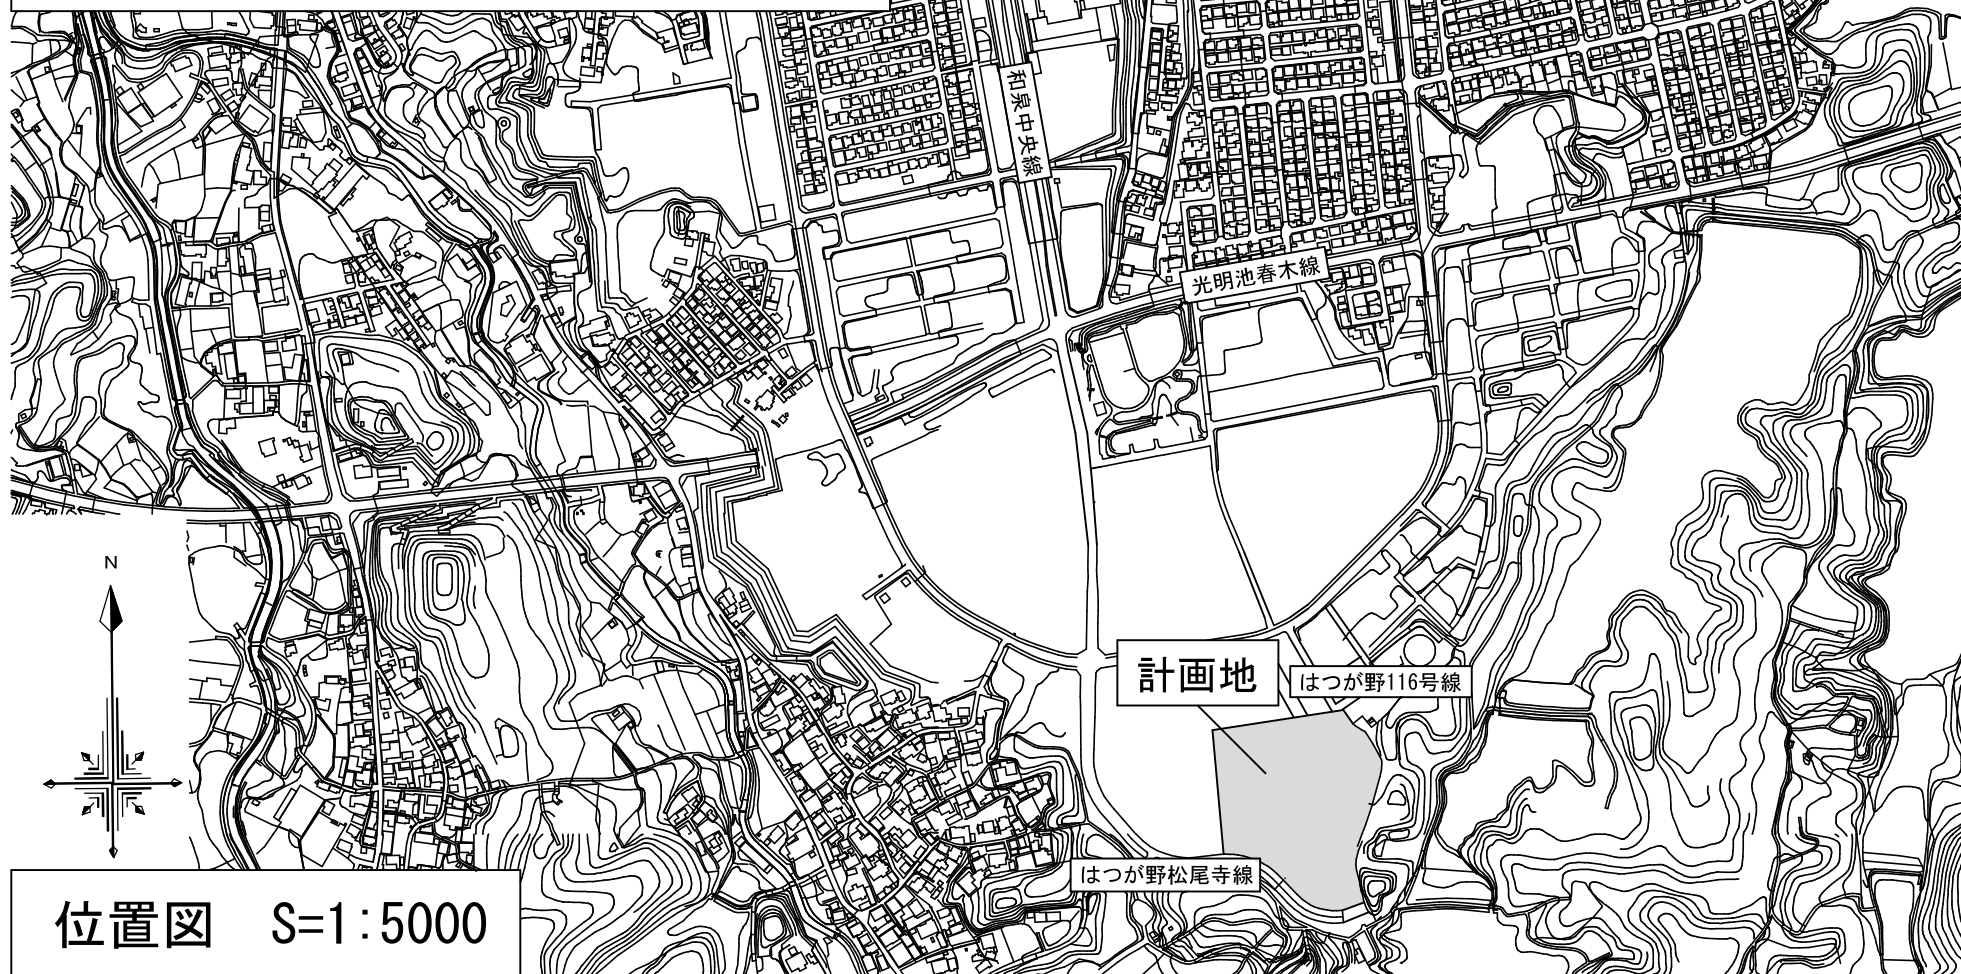 和泉中央線
光明池春木線
N
計画地
はつが野116号線
はつが野松尾寺線
位置図 S=1:5000